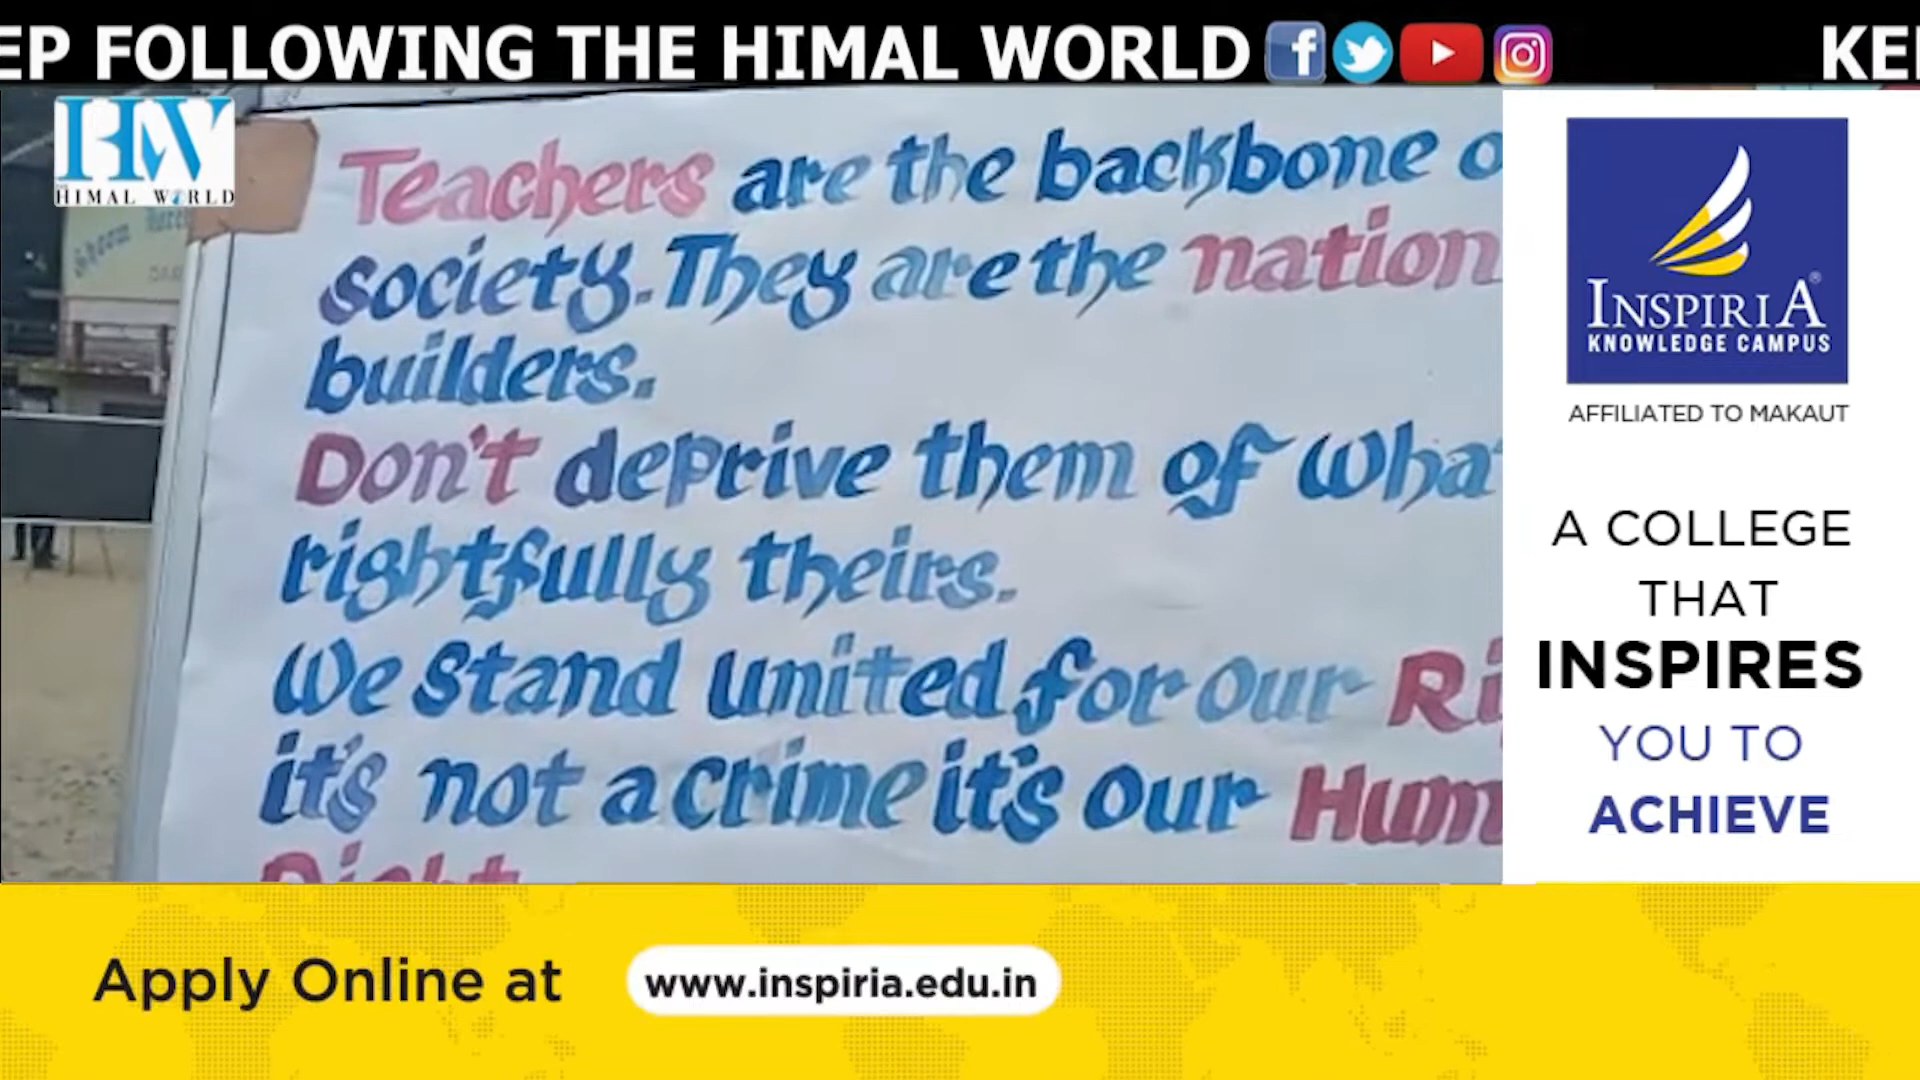 EP FOLLOWING THE HIMAL WORLD
KE
HW
HIMAL WORLD
Teachers are the backbone o
society. They are the nation
builders.
Don't deprive them of wha
rightfully theirs.
We stand united for our Ri
it's not a crime it's our Hum
Right
INSPIRIA®
KNOWLEDGE CAMPUS
AFFILIATED TO MAKAUT
A COLLEGE
THAT
INSPIRES
YOU TO
ACHIEVE
Apply Online at
www.inspiria.edu.in